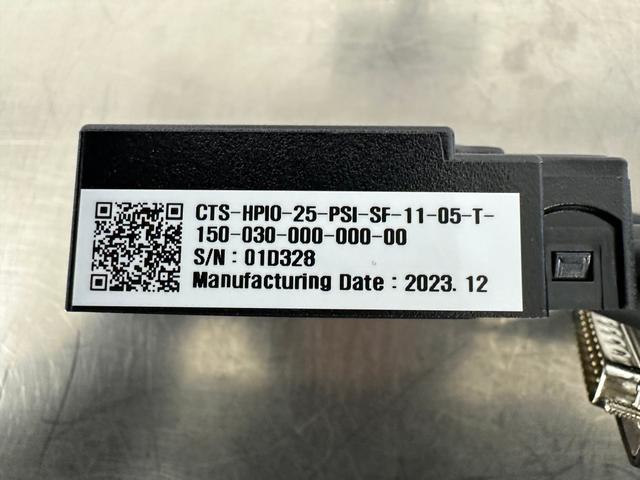 CTS-HPIO-25-PSI-SF-11-05-T-
150-030-000-000-00
S/N : 01D328
Manufacturing Date : 2023. 12